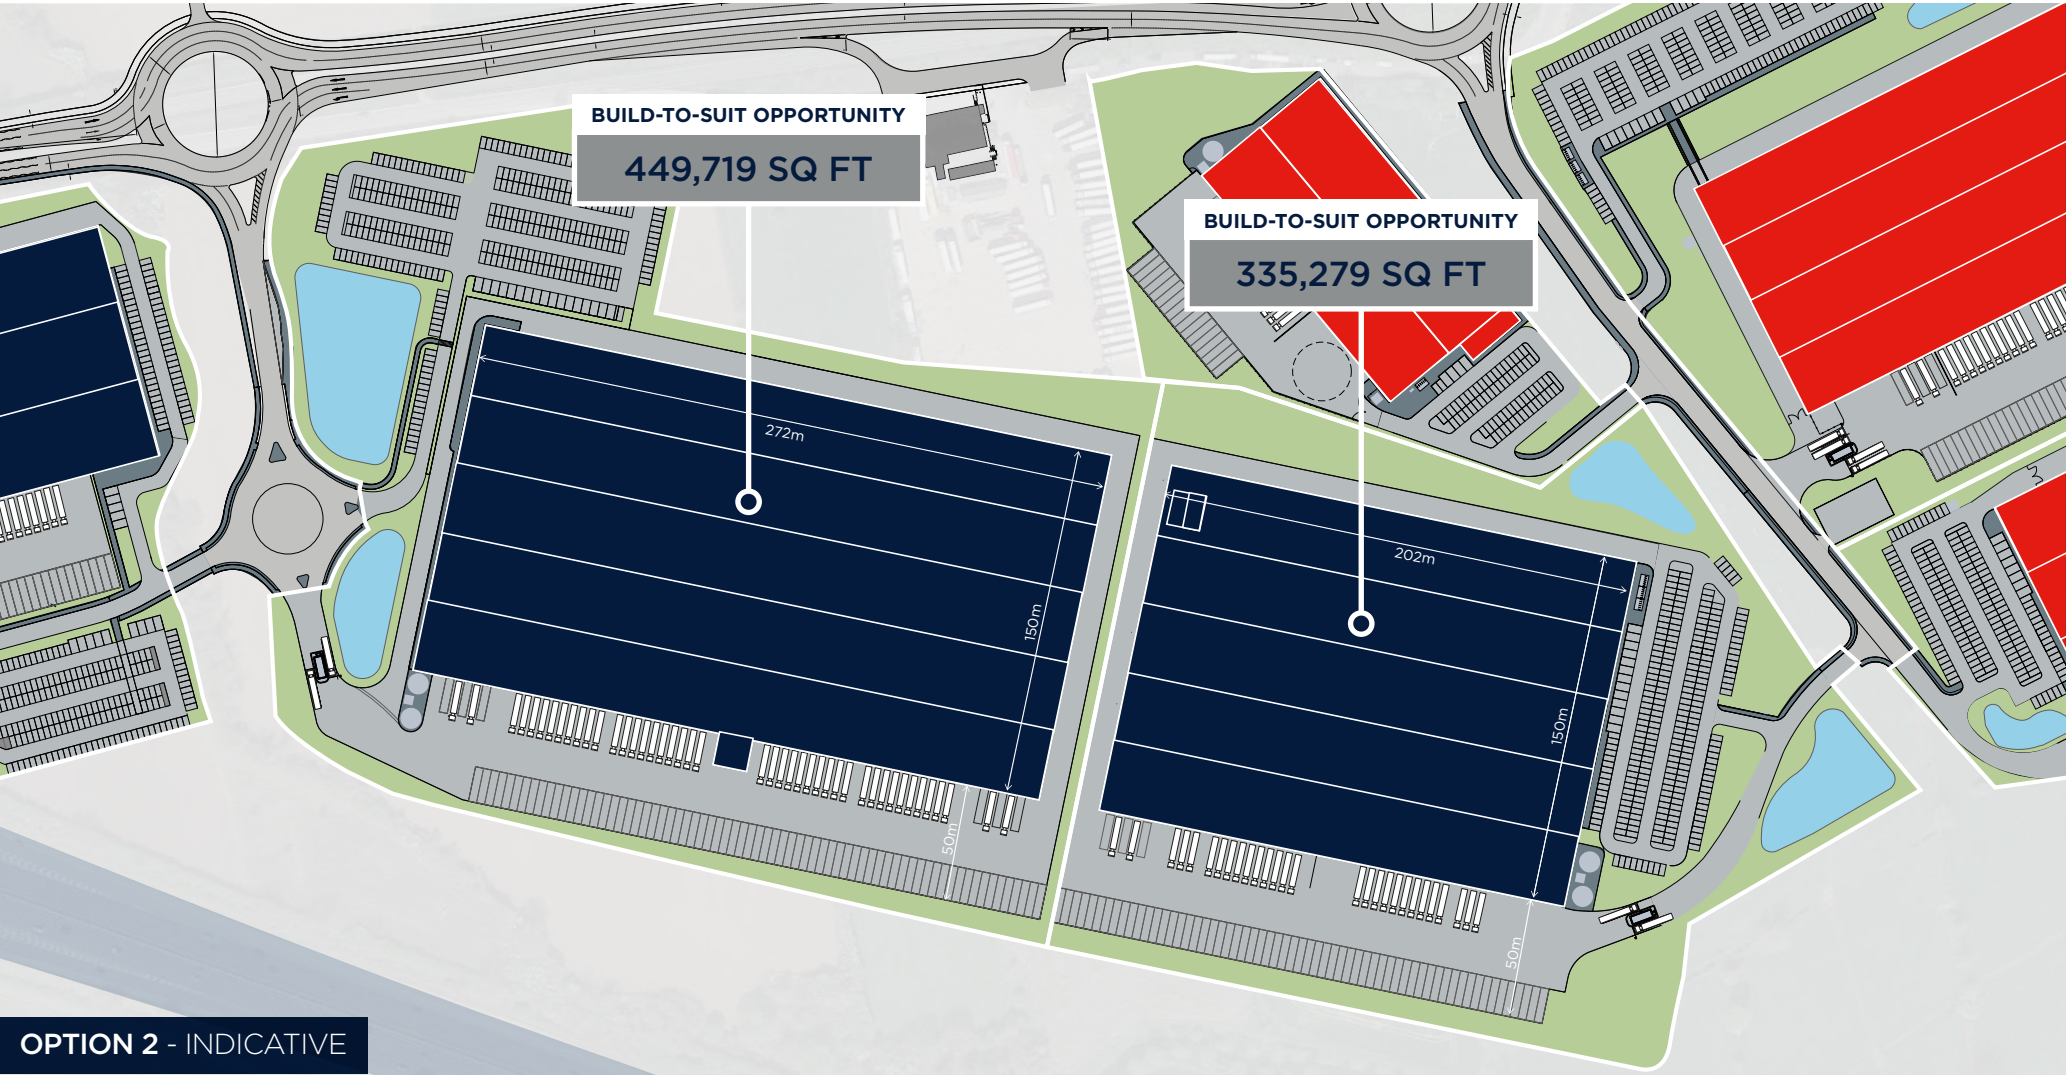 BUILD-TO-SUIT OPPORTUNITY
449,719 SQ FT
BUILD-TO-SUIT OPPORTUNITY
335,279 SQ FT
272m
150m
50m
202m
150m
50m
OPTION 2 - INDICATIVE